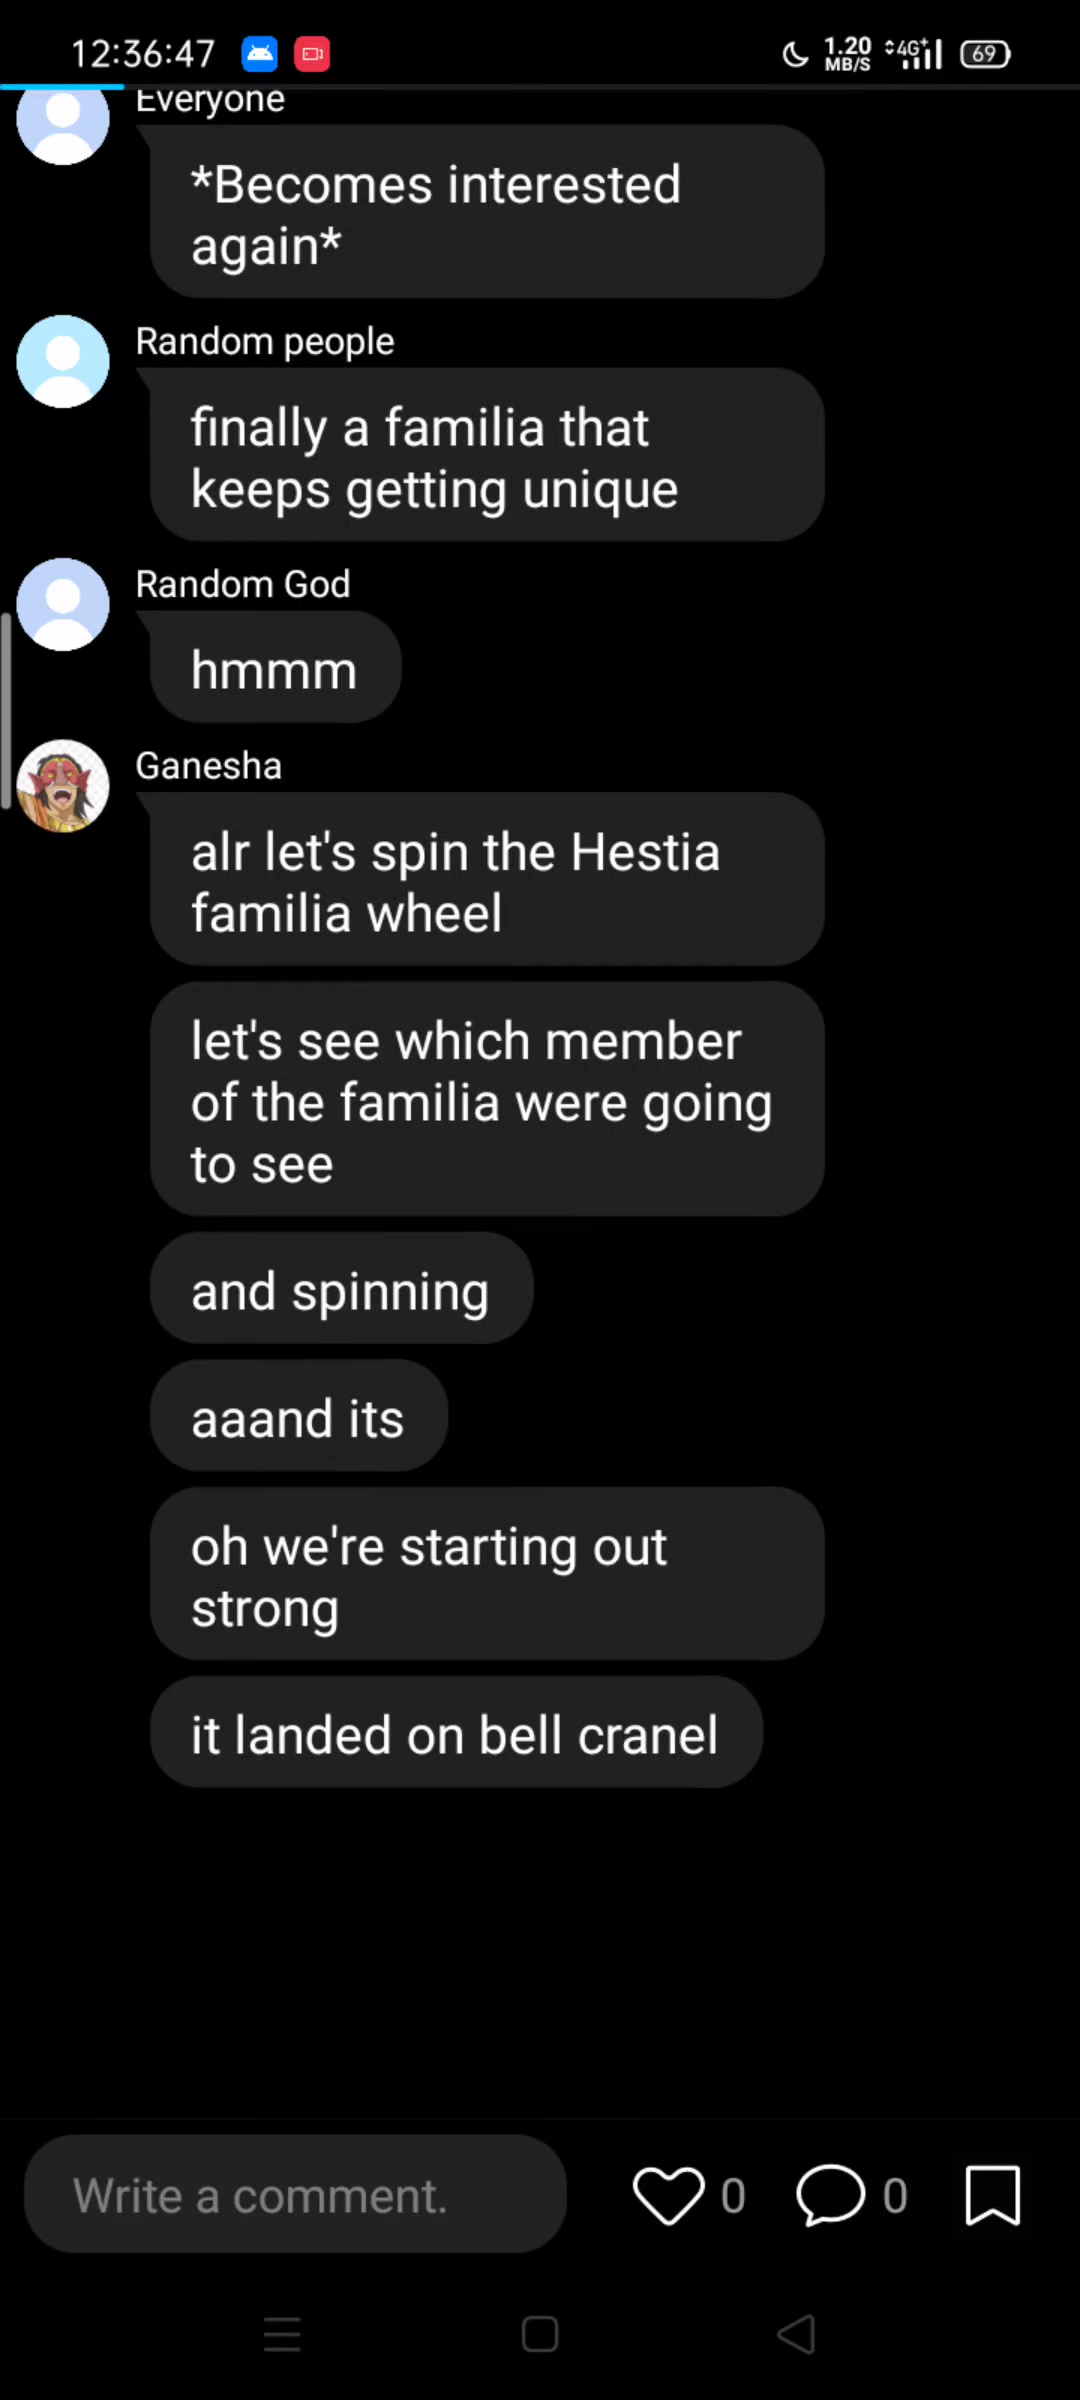 12:36:47
1.20
MB/S
4G+
69
Everyone
*Becomes interested
again*
Random people
finally a familia that
keeps getting unique
Random God
hmmm
Ganesha
alr let's spin the Hestia
familia wheel
let's see which member
of the familia were going
to see
and spinning
aaand its
oh we're starting out
strong
it landed on bell cranel
Write a comment.
0
0